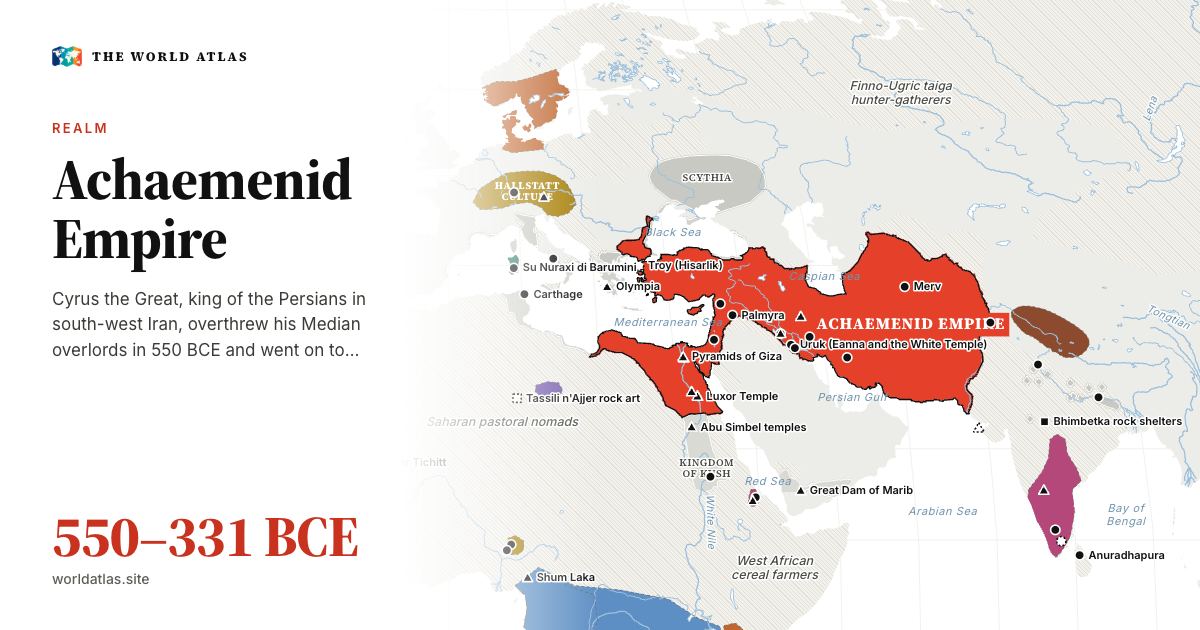 THE WORLD ATLAS
REALM
Achaemenid
Empire
Cyrus the Great, king of the Persians in
south-west Iran, overthrew his Median
overlords in 550 BCE and went on to…
550–331 BCE
worldatlas.site
Finno-Ugric taiga
hunter-gatherers
Lena
HALLSTATT
CULTURE
SCYTHIA
Black Sea
Su Nuraxi di Barumini
Troy (Hisarlik)
Caspian Sea
Olympia
Merv
Carthage
Tongtian
Mediterranean Sea
Palmyra
ACHAEMENID EMPIRE
Uruk (Eanna and the White Temple)
Pyramids of Giza
Tassili n'Ajjer rock art
Luxor Temple
Persian Gulf
Saharan pastoral nomads
Abu Simbel temples
Bhimbetka rock shelters
Tichitt
KINGDOM
OF KUSH
Red Sea
Great Dam of Marib
White Nile
Arabian Sea
Bay of
Bengal
West African
cereal farmers
Anuradhapura
Shum Laka